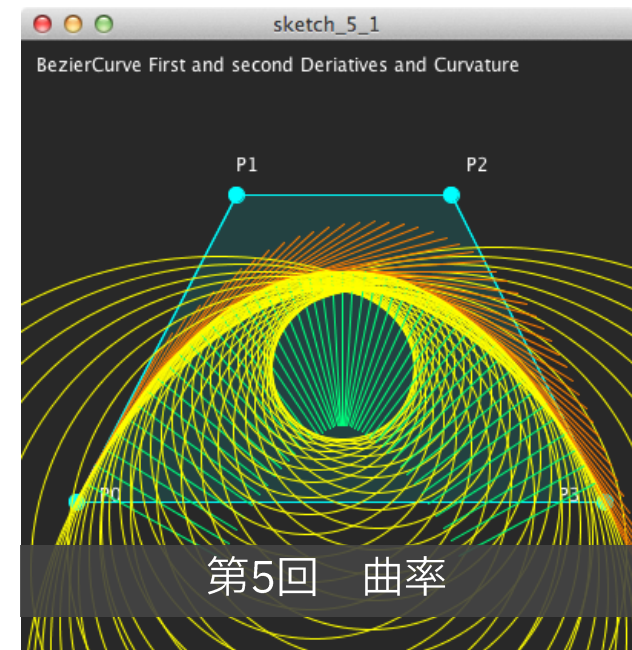 sketch_5_1
BezierCurve First and second Deriatives and Curvature
P1 P2
P0 P3
第5回　曲率